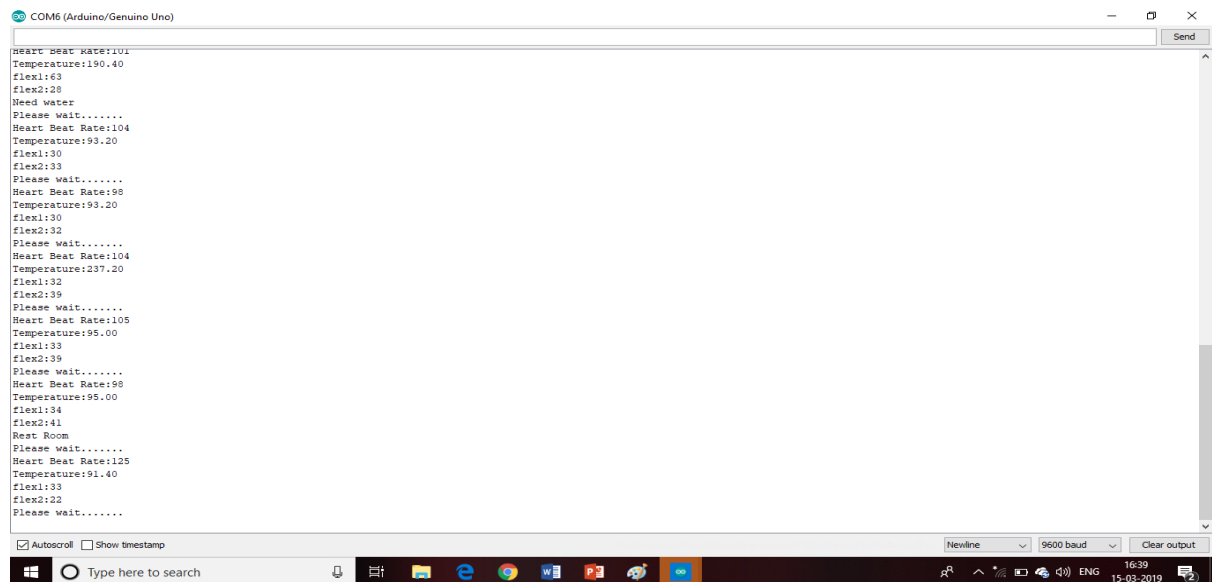 COM6 (Arduino/Genuino Uno)
Send
Heart Beat Rate:101
Temperature:190.40
flex1:63
flex2:28
Need water
Please wait.......
Heart Beat Rate:104
Temperature:93.20
flex1:30
flex2:33
Please wait.......
Heart Beat Rate:98
Temperature:93.20
flex1:30
flex2:32
Please wait.......
Heart Beat Rate:104
Temperature:237.20
flex1:32
flex2:39
Please wait.......
Heart Beat Rate:105
Temperature:95.00
flex1:33
flex2:39
Please wait.......
Heart Beat Rate:98
Temperature:95.00
flex1:34
flex2:41
Rest Room
Please wait.......
Heart Beat Rate:125
Temperature:91.40
flex1:33
flex2:22
Please wait.......
Autoscroll Show timestamp Newline 9600 baud Clear output
Type here to search ENG 16:39
15-03-2019 2